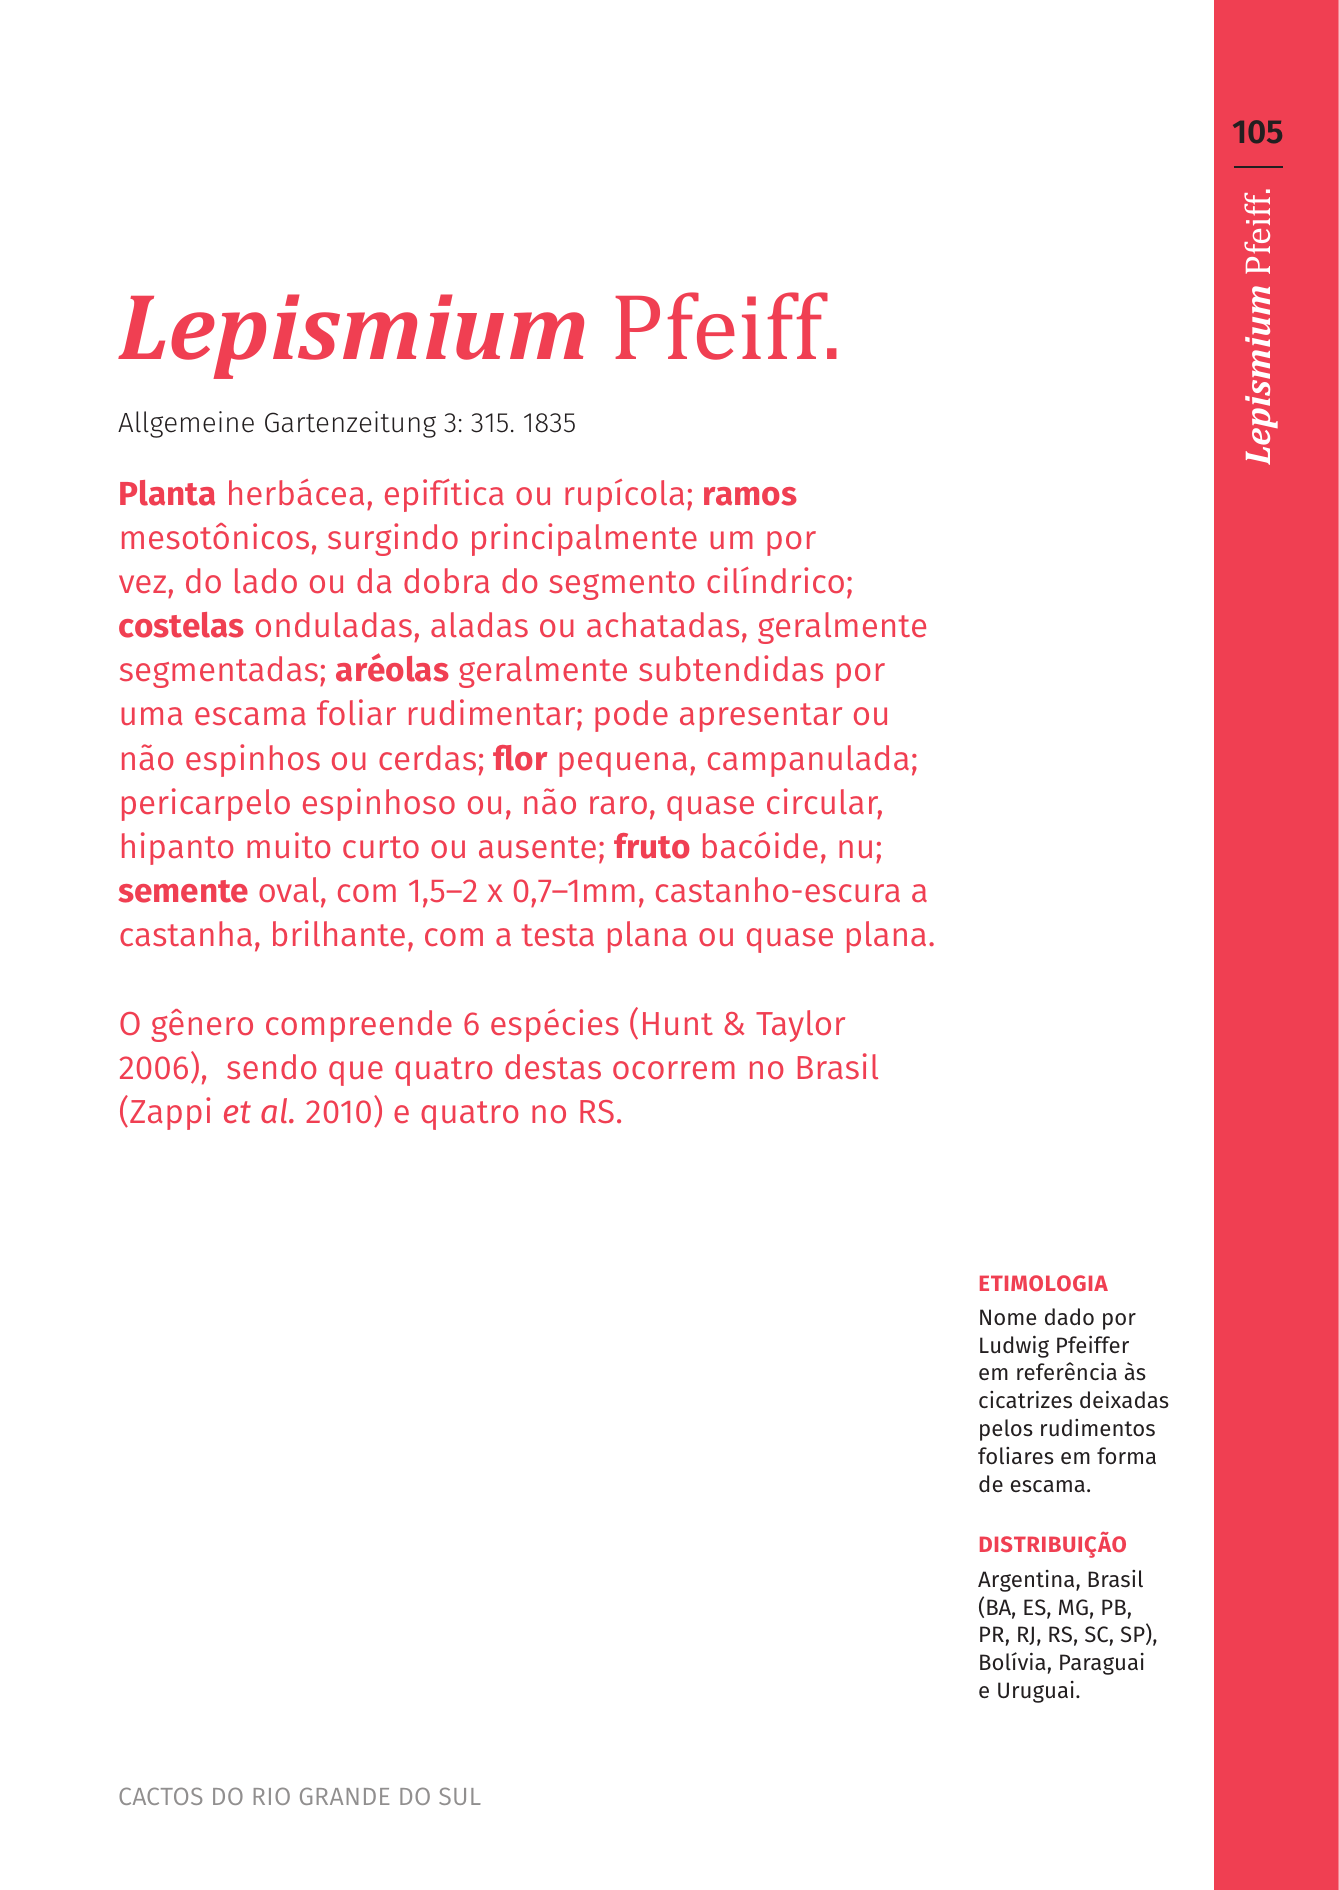 105
Lepismium Pfeiff.
Lepismium Pfeiff.
Allgemeine Gartenzeitung 3: 315. 1835
Planta herbácea, epifítica ou rupícola; ramos
mesotônicos, surgindo principalmente um por
vez, do lado ou da dobra do segmento cilíndrico;
costelas onduladas, aladas ou achatadas, geralmente
segmentadas; aréolas geralmente subtendidas por
uma escama foliar rudimentar; pode apresentar ou
não espinhos ou cerdas; flor pequena, campanulada;
pericarpelo espinhoso ou, não raro, quase circular,
hipanto muito curto ou ausente; fruto bacóide, nu;
semente oval, com 1,5–2 x 0,7–1mm, castanho-escura a
castanha, brilhante, com a testa plana ou quase plana.
O gênero compreende 6 espécies (Hunt & Taylor
2006), sendo que quatro destas ocorrem no Brasil
(Zappi et al. 2010) e quatro no RS.
ETIMOLOGIA
Nome dado por
Ludwig Pfeiffer
em referência às
cicatrizes deixadas
pelos rudimentos
foliares em forma
de escama.
DISTRIBUIÇÃO
Argentina, Brasil
(BA, ES, MG, PB,
PR, RJ, RS, SC, SP),
Bolívia, Paraguai
e Uruguai.
CACTOS DO RIO GRANDE DO SUL